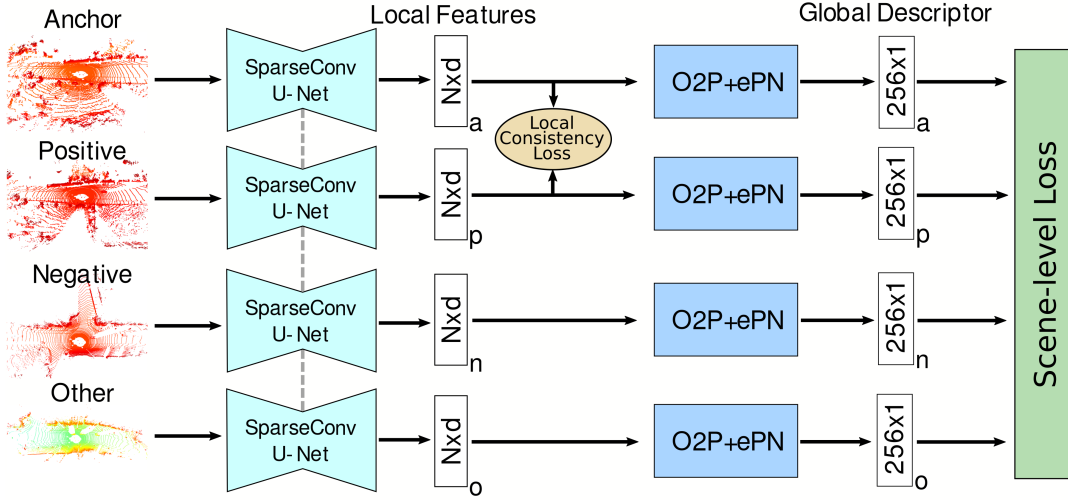 Anchor
Local Features
Global Descriptor
SparseConv
U-Net
Nxd
a
O2P+ePN
256x1
a
Local
Consistency
Loss
Positive
SparseConv
U-Net
Nxd
p
O2P+ePN
256x1
p
Negative
SparseConv
U-Net
Nxd
n
O2P+ePN
256x1
n
Other
SparseConv
U-Net
Nxd
o
O2P+ePN
256x1
o
Scene-level Loss